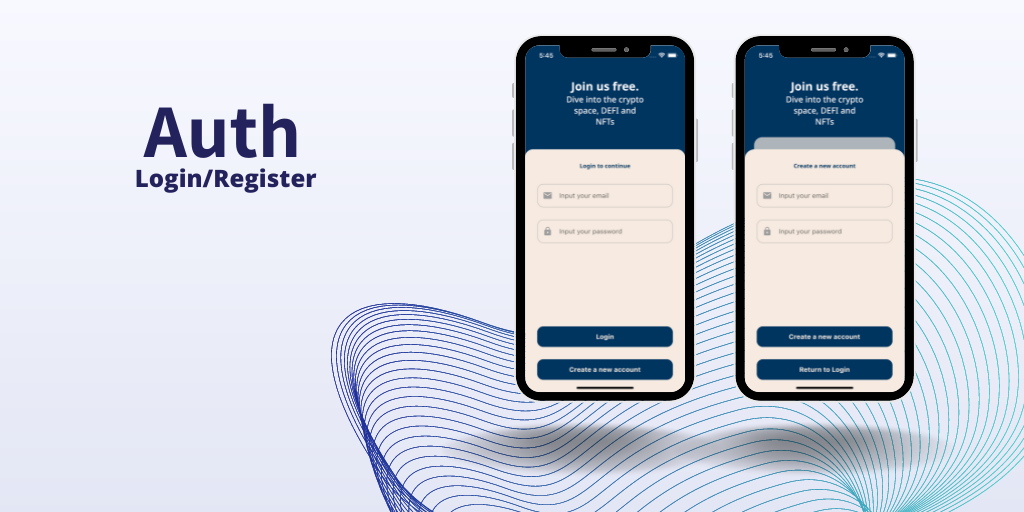 Auth
Login/Register
5:45
Join us free.
Dive into the crypto
space, DEFI and
NFTs
Login to continue
Input your email
Input your password
Login
Create a new account
5:45
Join us free.
Dive into the crypto
space, DEFI and
NFTs
Create a new account
Input your email
Input your password
Create a new account
Return to Login